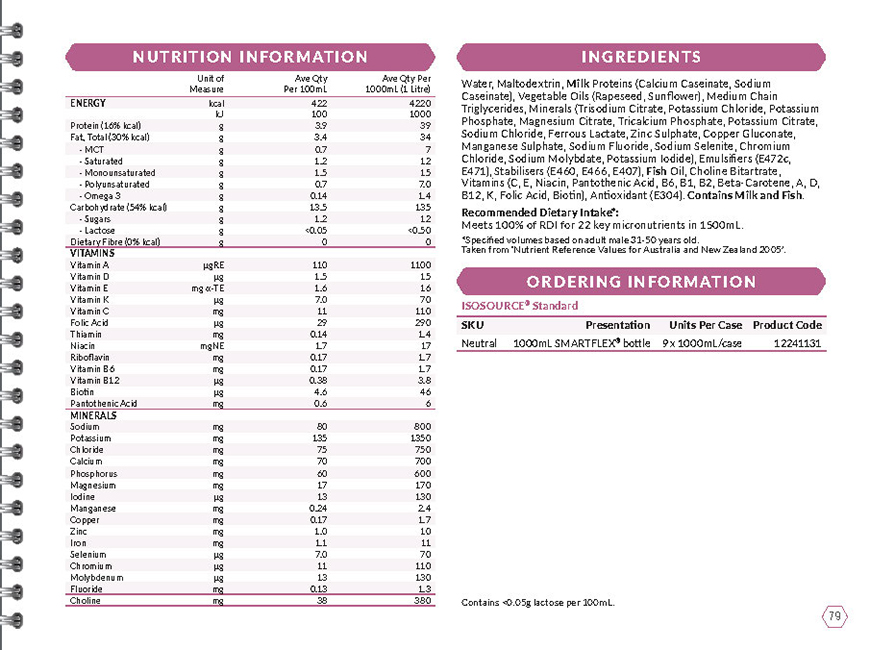 NUTRITION INFORMATION
Unit of Measure Ave Qty Per 100mL Ave Qty Per 1000mL (1 Litre)
ENERGY kcal 422 4220
kJ 100 1000
Protein (16% kcal) g 3.9 39
Fat, Total (30% kcal) g 3.4 34
- MCT g 0.7 7
- Saturated g 1.2 12
- Monounsaturated g 1.5 15
- Polyunsaturated g 0.7 7.0
- Omega 3 g 0.14 1.4
Carbohydrate (54% kcal) g 13.5 135
- Sugars g 1.2 12
- Lactose g <0.05 <0.50
Dietary Fibre (0% kcal) g 0 0
VITAMINS
Vitamin A µgRE 110 1100
Vitamin D µg 1.5 15
Vitamin E mg α-TE 1.6 16
Vitamin K µg 7.0 70
Vitamin C mg 11 110
Folic Acid µg 29 290
Thiamin mg 0.14 1.4
Niacin mgNE 1.7 17
Riboflavin mg 0.17 1.7
Vitamin B6 mg 0.17 1.7
Vitamin B12 µg 0.38 3.8
Biotin µg 4.6 46
Pantothenic Acid mg 0.6 6
MINERALS
Sodium mg 80 800
Potassium mg 135 1350
Chloride mg 75 750
Calcium mg 70 700
Phosphorus mg 60 600
Magnesium mg 17 170
Iodine µg 13 130
Manganese mg 0.24 2.4
Copper mg 0.17 1.7
Zinc mg 1.0 10
Iron mg 1.1 11
Selenium µg 7.0 70
Chromium µg 11 110
Molybdenum µg 13 130
Fluoride mg 0.13 1.3
Choline mg 38 380
INGREDIENTS
Water, Maltodextrin, Milk Proteins (Calcium Caseinate, Sodium
Caseinate), Vegetable Oils (Rapeseed, Sunflower), Medium Chain
Triglycerides, Minerals (Trisodium Citrate, Potassium Chloride, Potassium
Phosphate, Magnesium Citrate, Tricalcium Phosphate, Potassium Citrate,
Sodium Chloride, Ferrous Lactate, Zinc Sulphate, Copper Gluconate,
Manganese Sulphate, Sodium Fluoride, Sodium Selenite, Chromium
Chloride, Sodium Molybdate, Potassium Iodide), Emulsifiers (E472c,
E471), Stabilisers (E460, E466, E407), Fish Oil, Choline Bitartrate,
Vitamins (C, E, Niacin, Pantothenic Acid, B6, B1, B2, Beta-Carotene, A, D,
B12, K, Folic Acid, Biotin), Antioxidant (E304). Contains Milk and Fish.
Recommended Dietary Intake*:
Meets 100% of RDI for 22 key micronutrients in 1500mL.
*Specified volumes based on adult male 31-50 years old.
Taken from 'Nutrient Reference Values for Australia and New Zealand 2005'.
ORDERING INFORMATION
ISOSOURCE® Standard
SKU Presentation Units Per Case Product Code
Neutral 1000mL SMARTFLEX® bottle 9 x 1000mL/case 12241131
Contains <0.05g lactose per 100mL.
79